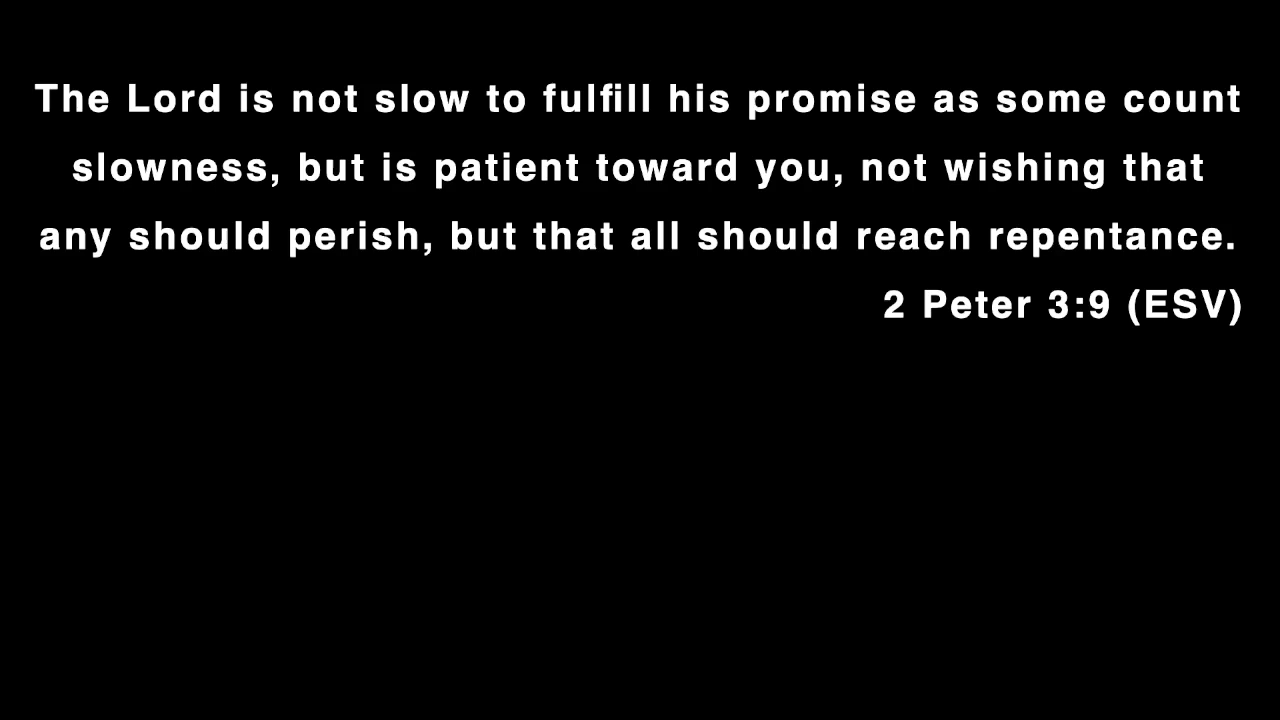 The Lord is not slow to fulfill his promise as some count
slowness, but is patient toward you, not wishing that
any should perish, but that all should reach repentance.
2 Peter 3:9 (ESV)